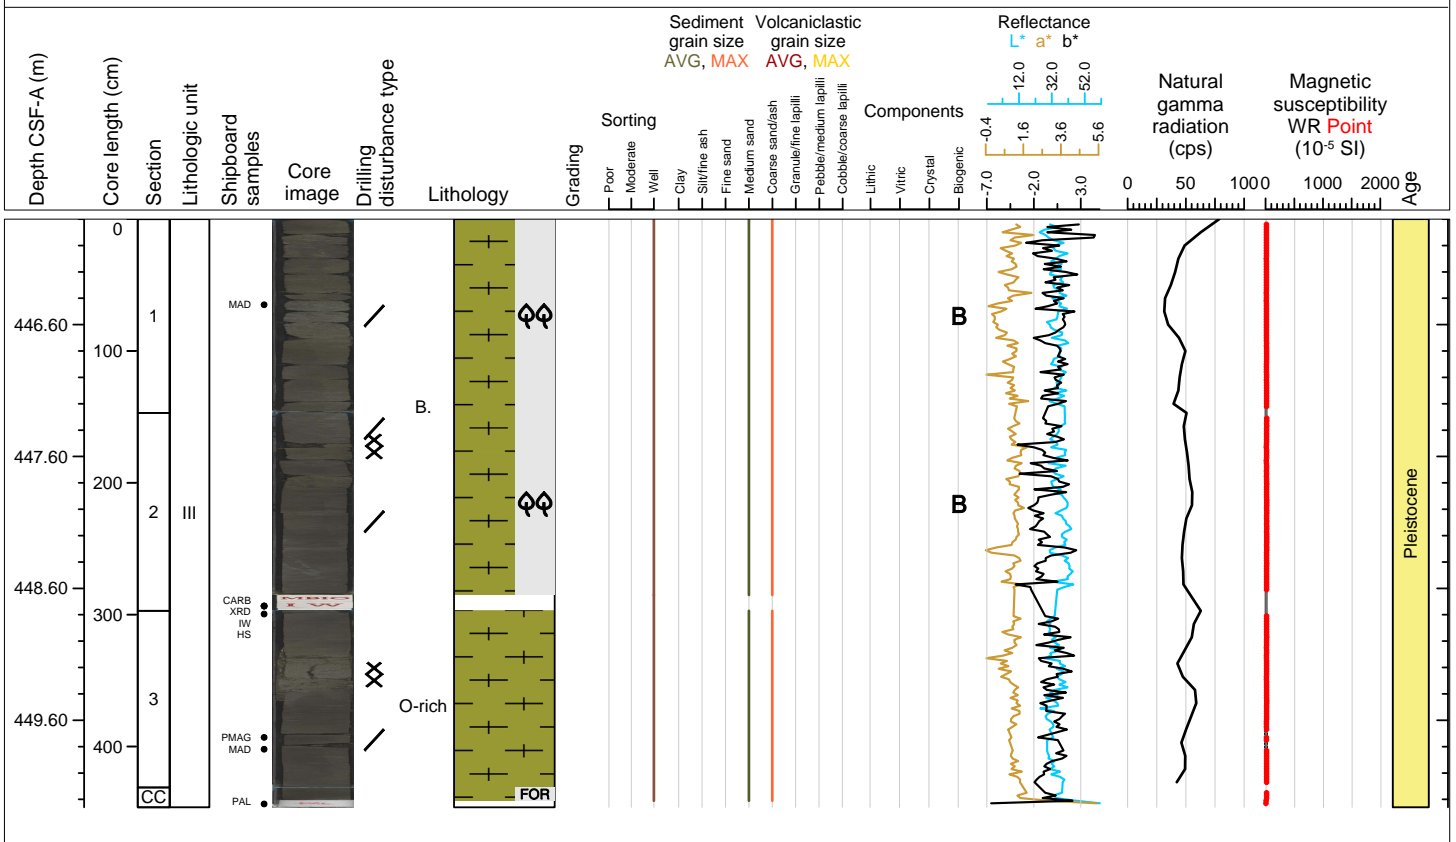 Depth CSF-A (m)
Core length (cm)
Section
Lithologic unit
Shipboard
samples
Core
image
Drilling
disturbance type
Lithology
Grading
Sorting
Poor
Moderate
Well
Sediment
grain size
AVG, MAX
Volcaniclastic
grain size
AVG, MAX
Clay
Silt/fine ash
Fine sand
Medium sand
Coarse sand/ash
Granule/fine lapilli
Pebble/medium lapilli
Cobble/coarse lapilli
Components
Lithic
Vitric
Crystal
Biogenic
Reflectance
L* a* b*
12.0 32.0 52.0
-0.4 1.6 3.6 5.6
-7.0 -2.0 3.0
Natural
gamma
radiation
(cps)
0 50 100
Magnetic
susceptibility
WR Point
(10-5 SI)
0 1000 2000
Age
446.60
447.60
448.60
449.60
0
100
200
300
400
1
2
3
CC
III
MAD
CARB
XRD
IW
HS
PMAG
MAD
PAL
MBIO
IW
B.
O-rich
FOR
B
B
Pleistocene